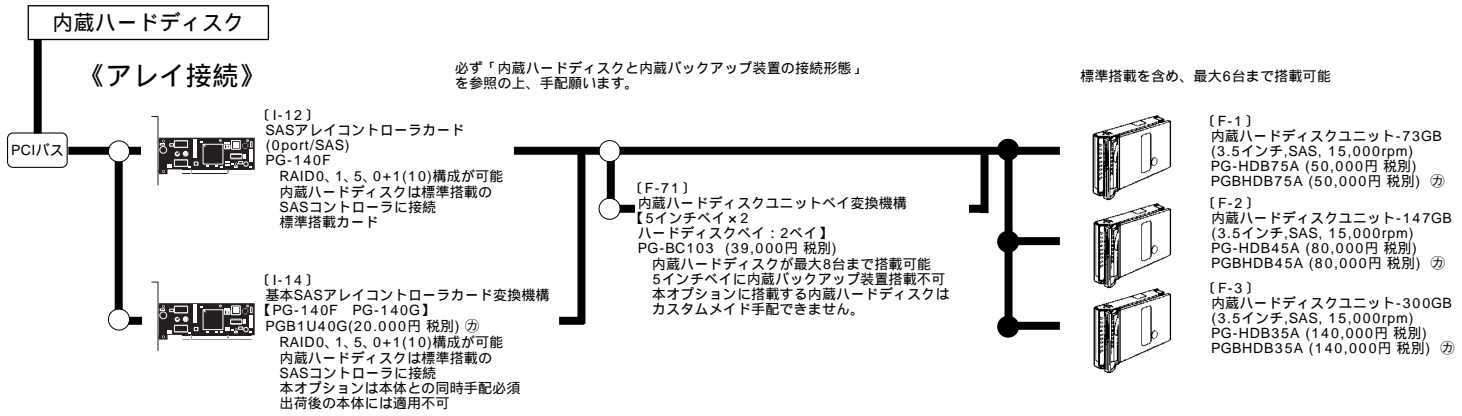 内蔵ハードディスク
《アレイ接続》
必ず「内蔵ハードディスクと内蔵バックアップ装置の接続形態」
を参照の上、手配願います。
標準搭載を含め、最大6台まで搭載可能
PCIバス
〔I-12〕
SASアレイコントローラカード
(0port/SAS)
PG-140F
RAID0、1、5、0+1(10)構成が可能
内蔵ハードディスクは標準搭載の
SASコントローラに接続
標準搭載カード
〔I-14〕
基本SASアレイコントローラカード変換機構
【PG-140F PG-140G】
PGB1U40G(20.000円 税別) ㋕
RAID0、1、5、0+1(10)構成が可能
内蔵ハードディスクは標準搭載の
SASコントローラに接続
本オプションは本体との同時手配必須
出荷後の本体には適用不可
〔F-71〕
内蔵ハードディスクユニットベイ変換機構
【5インチベイ×2
ハードディスクベイ：2ベイ】
PG-BC103 (39,000円 税別)
内蔵ハードディスクが最大8台まで搭載可能
5インチベイに内蔵バックアップ装置搭載不可
本オプションに搭載する内蔵ハードディスクは
カスタムメイド手配できません。
〔F-1〕
内蔵ハードディスクユニット-73GB
(3.5インチ,SAS, 15,000rpm)
PG-HDB75A (50,000円 税別)
PGBHDB75A (50,000円 税別) ㋕
〔F-2〕
内蔵ハードディスクユニット-147GB
(3.5インチ,SAS, 15,000rpm)
PG-HDB45A (80,000円 税別)
PGBHDB45A (80,000円 税別) ㋕
〔F-3〕
内蔵ハードディスクユニット-300GB
(3.5インチ,SAS, 15,000rpm)
PG-HDB35A (140,000円 税別)
PGBHDB35A (140,000円 税別) ㋕